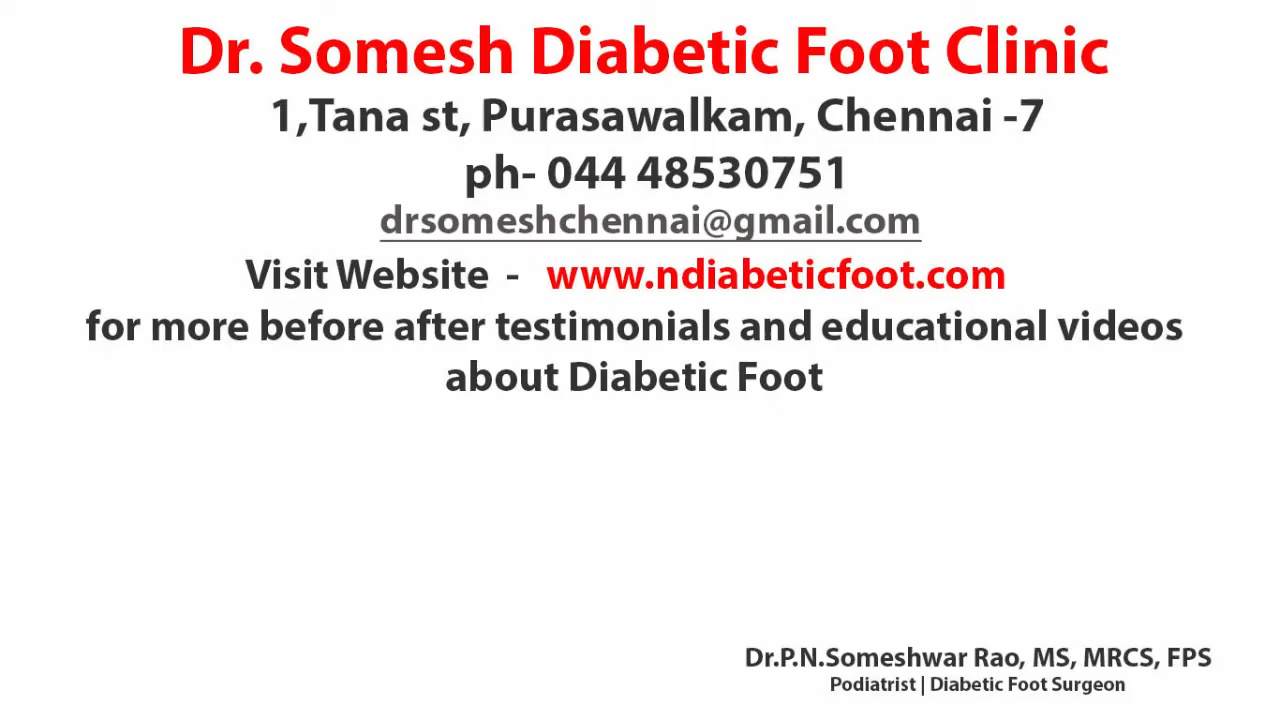 Dr. Somesh Diabetic Foot Clinic
1,Tana st, Purasawalkam, Chennai -7
ph- 044 48530751
drsomeshchennai@gmail.com
Visit Website - www.ndiabeticfoot.com
for more before after testimonials and educational videos
about Diabetic Foot
Dr.P.N.Someshwar Rao, MS, MRCS, FPS
Podiatrist | Diabetic Foot Surgeon